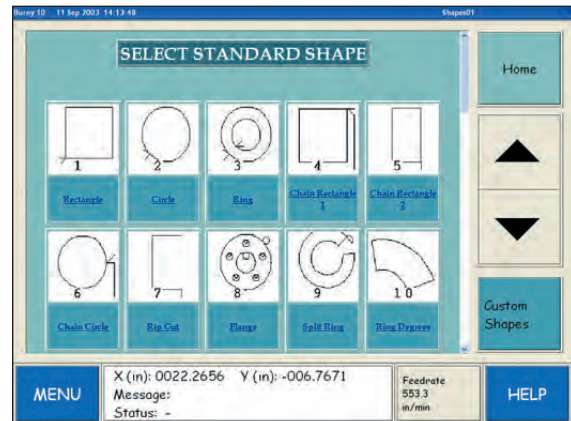 Burny 10 11 Sep 2003 14:13:48 Shapes01
SELECT STANDARD SHAPE
Home
1 2 3 4 5
Rectangle Circle Ring Chain Rectangle 1 Chain Rectangle 2
6 7 8 9 10
Chain Circle Rip Cut Flange Split Ring Ring Degrees
Custom
Shapes
MENU
X (in): 0022.2656 Y (in): -006.7671
Message:
Status: -
Feedrate
553.3
in/min
HELP